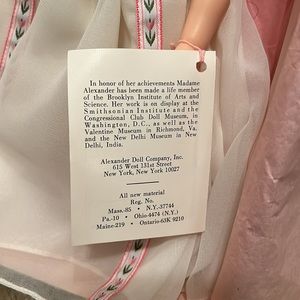 In honor of her achievements Madame
Alexander has been made a life member
of the Brooklyn Institute of Arts and
Science. Her work is on display at the
Smithsonian Institute and the
Congressional Club Doll Museum, in
Washington, D.C., as well as the
Valentine Museum in Richmond, Va.
and the New Delhi Museum in New
Delhi, India.
Alexander Doll Company, Inc.
615 West 131st Street
New York, New York 10027
All new material
Reg. No.
Mass.-85 • N.Y.-37744
Pa.-10 • Ohio-4474 (N.Y.)
Maine-219 • Ontario-63K 9210